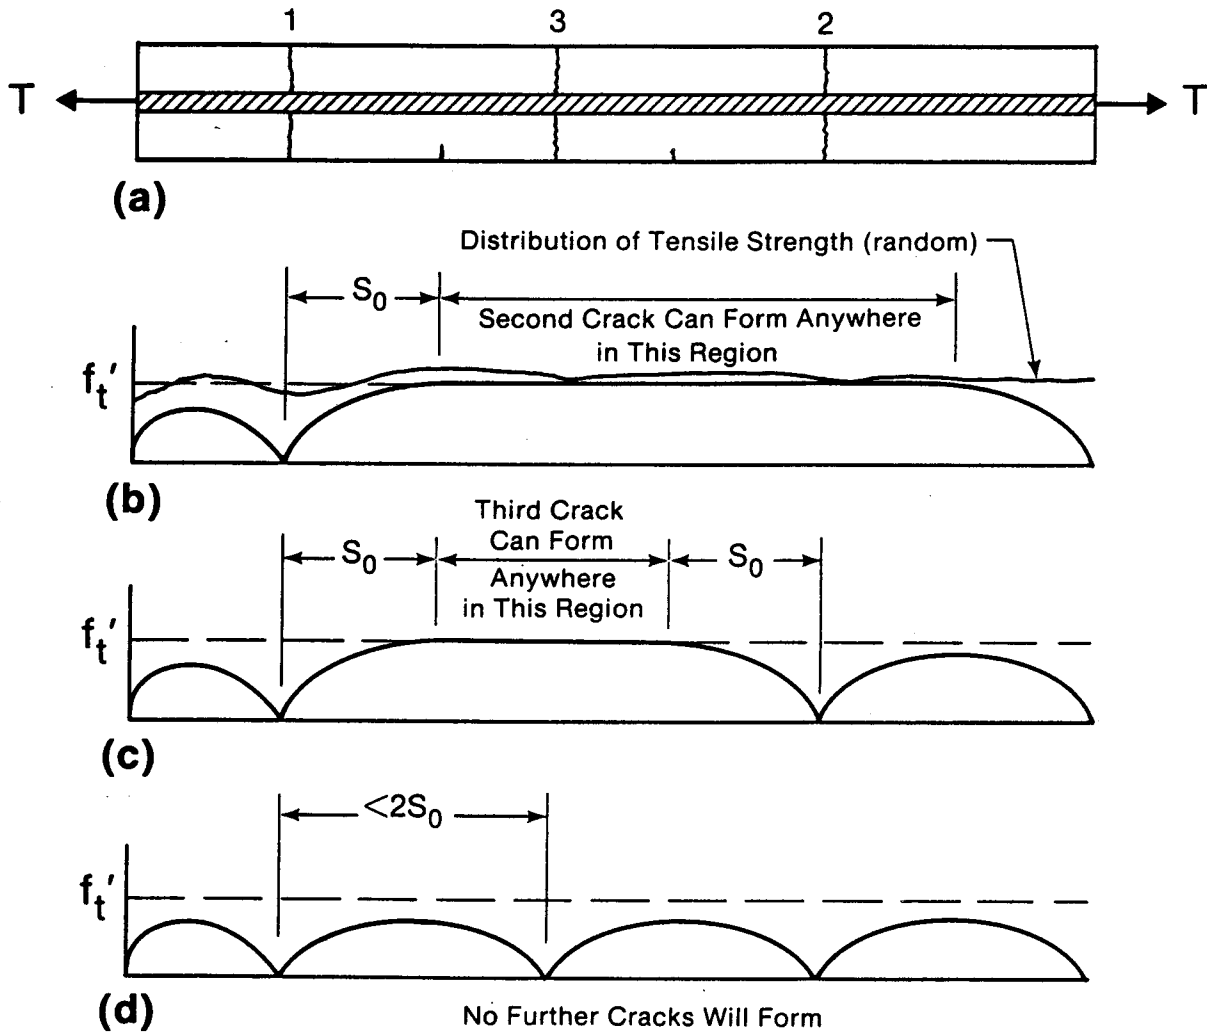 1 3 2
T T
(a)
Distribution of Tensile Strength (random)
S0
Second Crack Can Form Anywhere
in This Region
ft'
(b)
Third Crack
Can Form
S0 S0
Anywhere
in This Region
ft'
(c)
<2S0
ft'
(d)
No Further Cracks Will Form